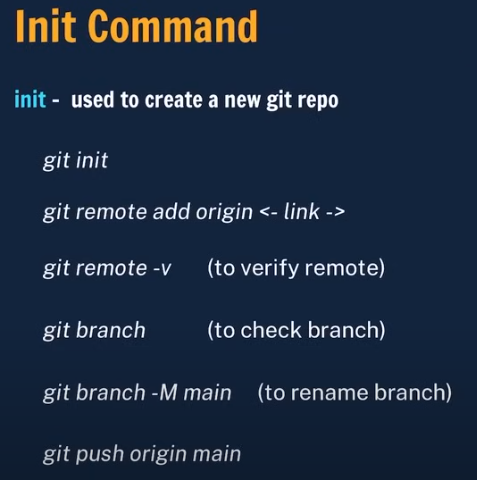 Init Command
init - used to create a new git repo
git init
git remote add origin <- link ->
git remote -v (to verify remote)
git branch (to check branch)
git branch -M main (to rename branch)
git push origin main